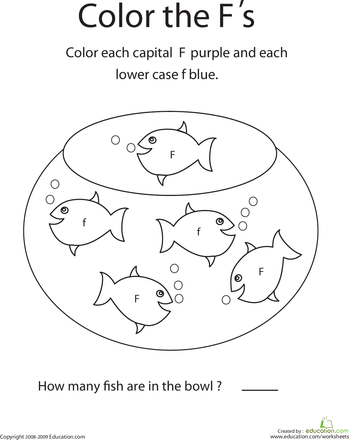 Color the F's
Color each capital F purple and each
lower case f blue.
F
f
f
F
F
How many fish are in the bowl ? _____
Copyright 2008-2009 Education.com
Created by : education.com
www.education.com/worksheets